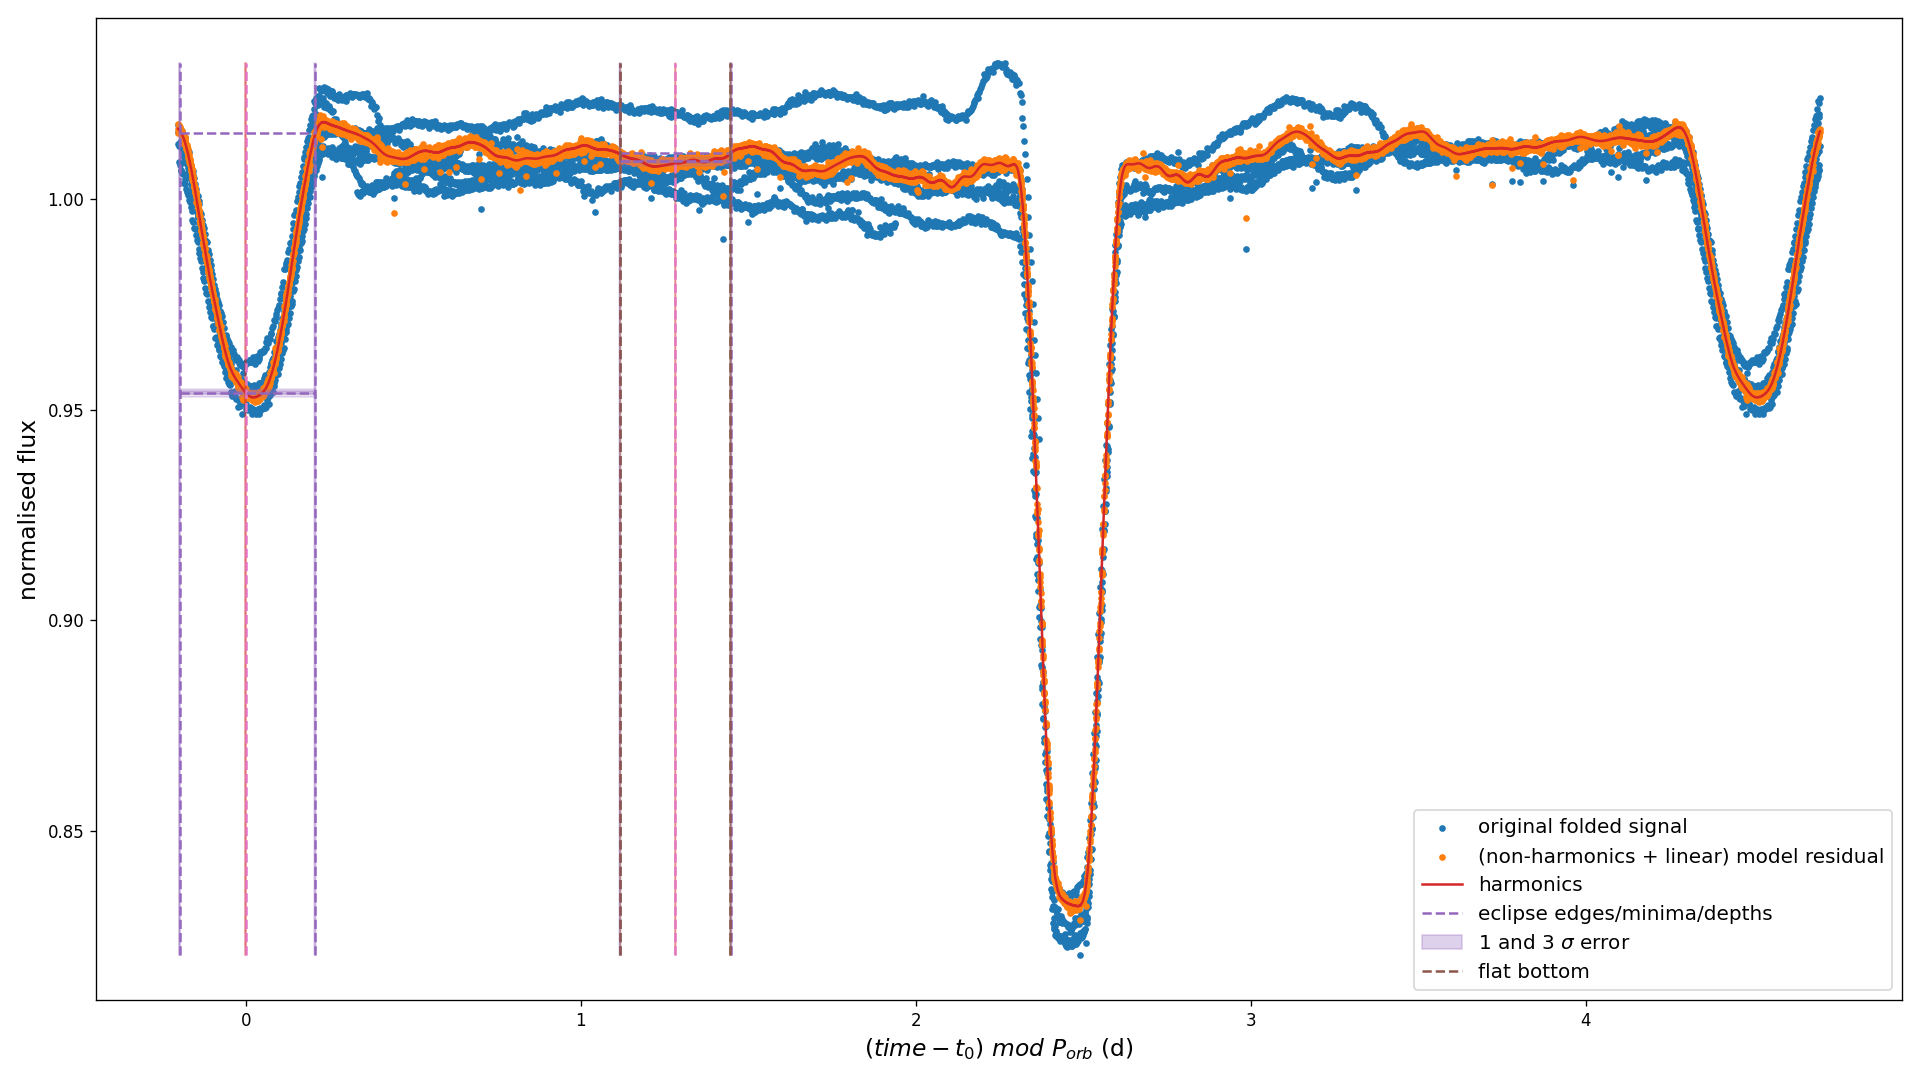 normalised flux
1.00
0.95
0.90
0.85
0
1
2
3
4
(time − t₀) mod Pₒᵣb (d)
original folded signal
(non-harmonics + linear) model residual
harmonics
eclipse edges/minima/depths
1 and 3 σ error
flat bottom